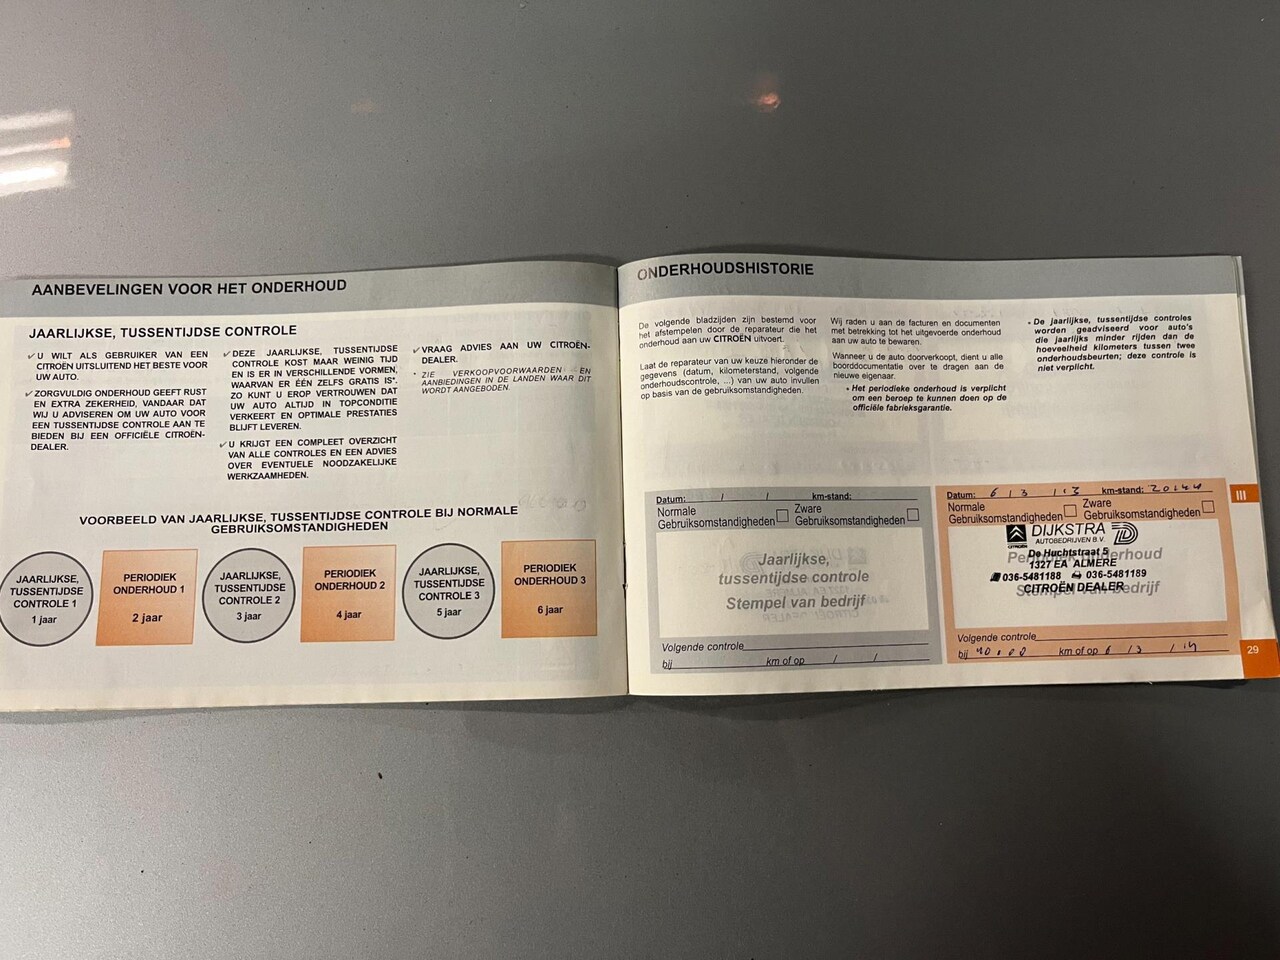 AANBEVELINGEN VOOR HET ONDERHOUD
JAARLIJKSE, TUSSENTIJDSE CONTROLE
✓ U WILT ALS GEBRUIKER VAN EEN
CITROËN UITSLUITEND HET BESTE VOOR
UW AUTO.
✓ ZORGVULDIG ONDERHOUD GEEFT RUST
EN EXTRA ZEKERHEID, VANDAAR DAT
WIJ U ADVISEREN OM UW AUTO VOOR
EEN TUSSENTIJDSE CONTROLE AAN TE
BIEDEN BIJ EEN OFFICIËLE CITROËN-
DEALER.
✓ DEZE JAARLIJKSE, TUSSENTIJDSE
CONTROLE KOST MAAR WEINIG TIJD
EN IS ER IN VERSCHILLENDE VORMEN,
WAARVAN ER ÉÉN ZELFS GRATIS IS*.
ZO KUNT U EROP VERTROUWEN DAT
UW AUTO ALTIJD IN TOPCONDITIE
VERKEERT EN OPTIMALE PRESTATIES
BLIJFT LEVEREN.
✓ U KRIJGT EEN COMPLEET OVERZICHT
VAN ALLE CONTROLES EN EEN ADVIES
OVER EVENTUELE NOODZAKELIJKE
WERKZAAMHEDEN.
✓ VRAAG ADVIES AAN UW CITROËN-
DEALER.
* ZIE VERKOOPVOORWAARDEN EN
AANBIEDINGEN IN DE LANDEN WAAR DIT
WORDT AANGEBODEN.
VOORBEELD VAN JAARLIJKSE, TUSSENTIJDSE CONTROLE BIJ NORMALE
GEBRUIKSOMSTANDIGHEDEN
JAARLIJKSE,
TUSSENTIJDSE
CONTROLE 1
1 jaar
PERIODIEK
ONDERHOUD 1
2 jaar
JAARLIJKSE,
TUSSENTIJDSE
CONTROLE 2
3 jaar
PERIODIEK
ONDERHOUD 2
4 jaar
JAARLIJKSE,
TUSSENTIJDSE
CONTROLE 3
5 jaar
PERIODIEK
ONDERHOUD 3
6 jaar
ONDERHOUDSHISTORIE
De volgende bladzijden zijn bestemd voor
het afstempelen door de reparateur die het
onderhoud aan uw CITROËN uitvoert.
Laat de reparateur van uw keuze hieronder de
gegevens (datum, kilometerstand, volgende
onderhoudscontrole, ...) van uw auto invullen
op basis van de gebruiksomstandigheden.
Wij raden u aan de facturen en documenten
met betrekking tot het uitgevoerde onderhoud
aan uw auto te bewaren.
Wanneer u de auto doorverkoopt, dient u alle
boorddocumentatie over te dragen aan de
nieuwe eigenaar.
• Het periodieke onderhoud is verplicht
om een beroep te kunnen doen op de
officiële fabrieksgarantie.
• De jaarlijkse, tussentijdse controles
worden geadviseerd voor auto's
die jaarlijks minder rijden dan de
hoeveelheid kilometers tussen twee
onderhoudsbeurten; deze controle is
niet verplicht.
Datum: / / km-stand:
Normale
Gebruiksomstandigheden
Zware
Gebruiksomstandigheden
Jaarlijkse,
tussentijdse controle
Stempel van bedrijf
Volgende controle
bij km of op / /
Datum: 6 / 3 / 13 km-stand: 20144
Normale
Gebruiksomstandigheden
Zware
Gebruiksomstandigheden
CITROËN
DIJKSTRA
AUTOBEDRIJVEN B.V.
De Huchtstraat 5
Periodiek onderhoud
1327 EA ALMERE
036-5481188 036-5481189
Stempel van bedrijf
CITROËN DEALER
Volgende controle
bij km of op 6 / 3 / 14
III
29